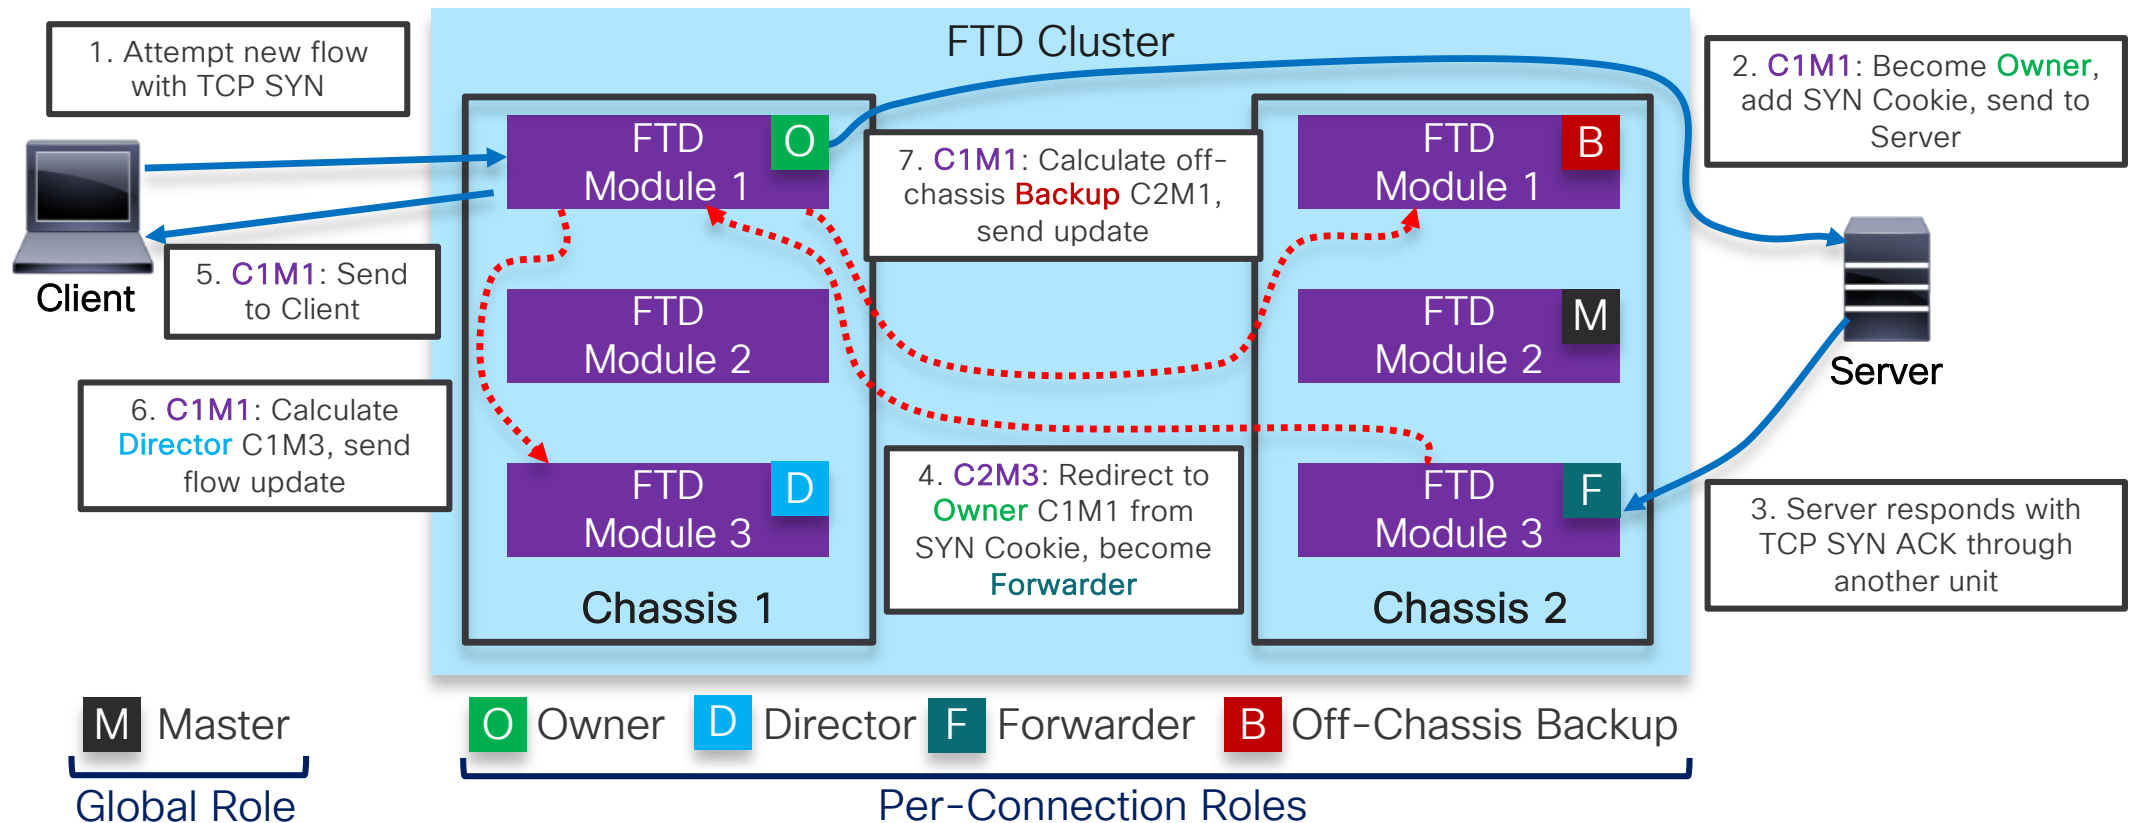 FTD Cluster
1. Attempt new flow
with TCP SYN
2. C1M1: Become Owner,
add SYN Cookie, send to
Server
FTD
Module 1
O
7. C1M1: Calculate off-
chassis Backup C2M1,
send update
FTD
Module 1
B
Client
5. C1M1: Send
to Client
FTD
Module 2
FTD
Module 2
M
Server
6. C1M1: Calculate
Director C1M3, send
flow update
FTD
Module 3
D
4. C2M3: Redirect to
Owner C1M1 from
SYN Cookie, become
Forwarder
FTD
Module 3
F
3. Server responds with
TCP SYN ACK through
another unit
Chassis 1
Chassis 2
M Master
O Owner
D Director
F Forwarder
B Off-Chassis Backup
Global Role
Per-Connection Roles